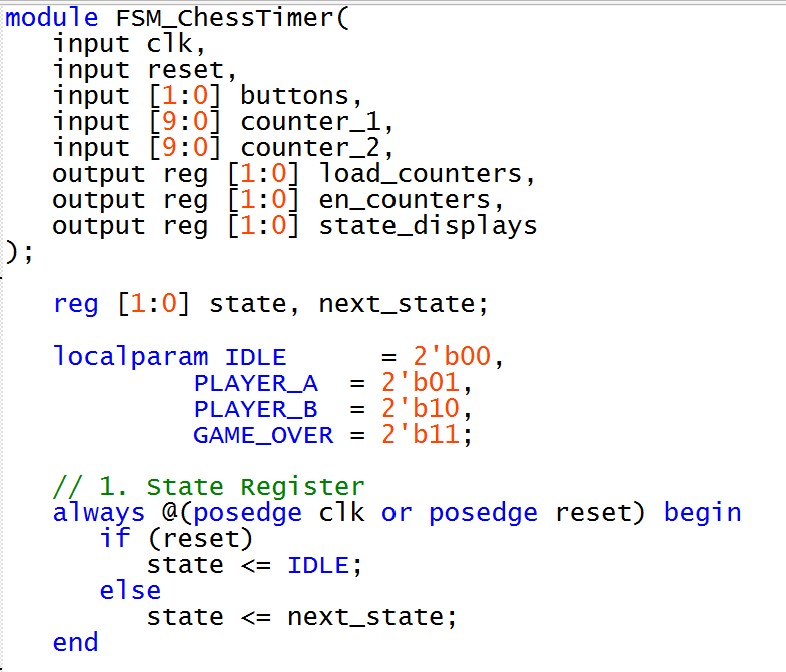 module FSM_ChessTimer(
   input clk,
   input reset,
   input [1:0] buttons,
   input [9:0] counter_1,
   input [9:0] counter_2,
   output reg [1:0] load_counters,
   output reg [1:0] en_counters,
   output reg [1:0] state_displays
);
   reg [1:0] state, next_state;
   localparam IDLE      = 2'b00,
            PLAYER_A  = 2'b01,
            PLAYER_B  = 2'b10,
            GAME_OVER = 2'b11;
   // 1. State Register
   always @(posedge clk or posedge reset) begin
      if (reset)
         state <= IDLE;
      else
         state <= next_state;
   end